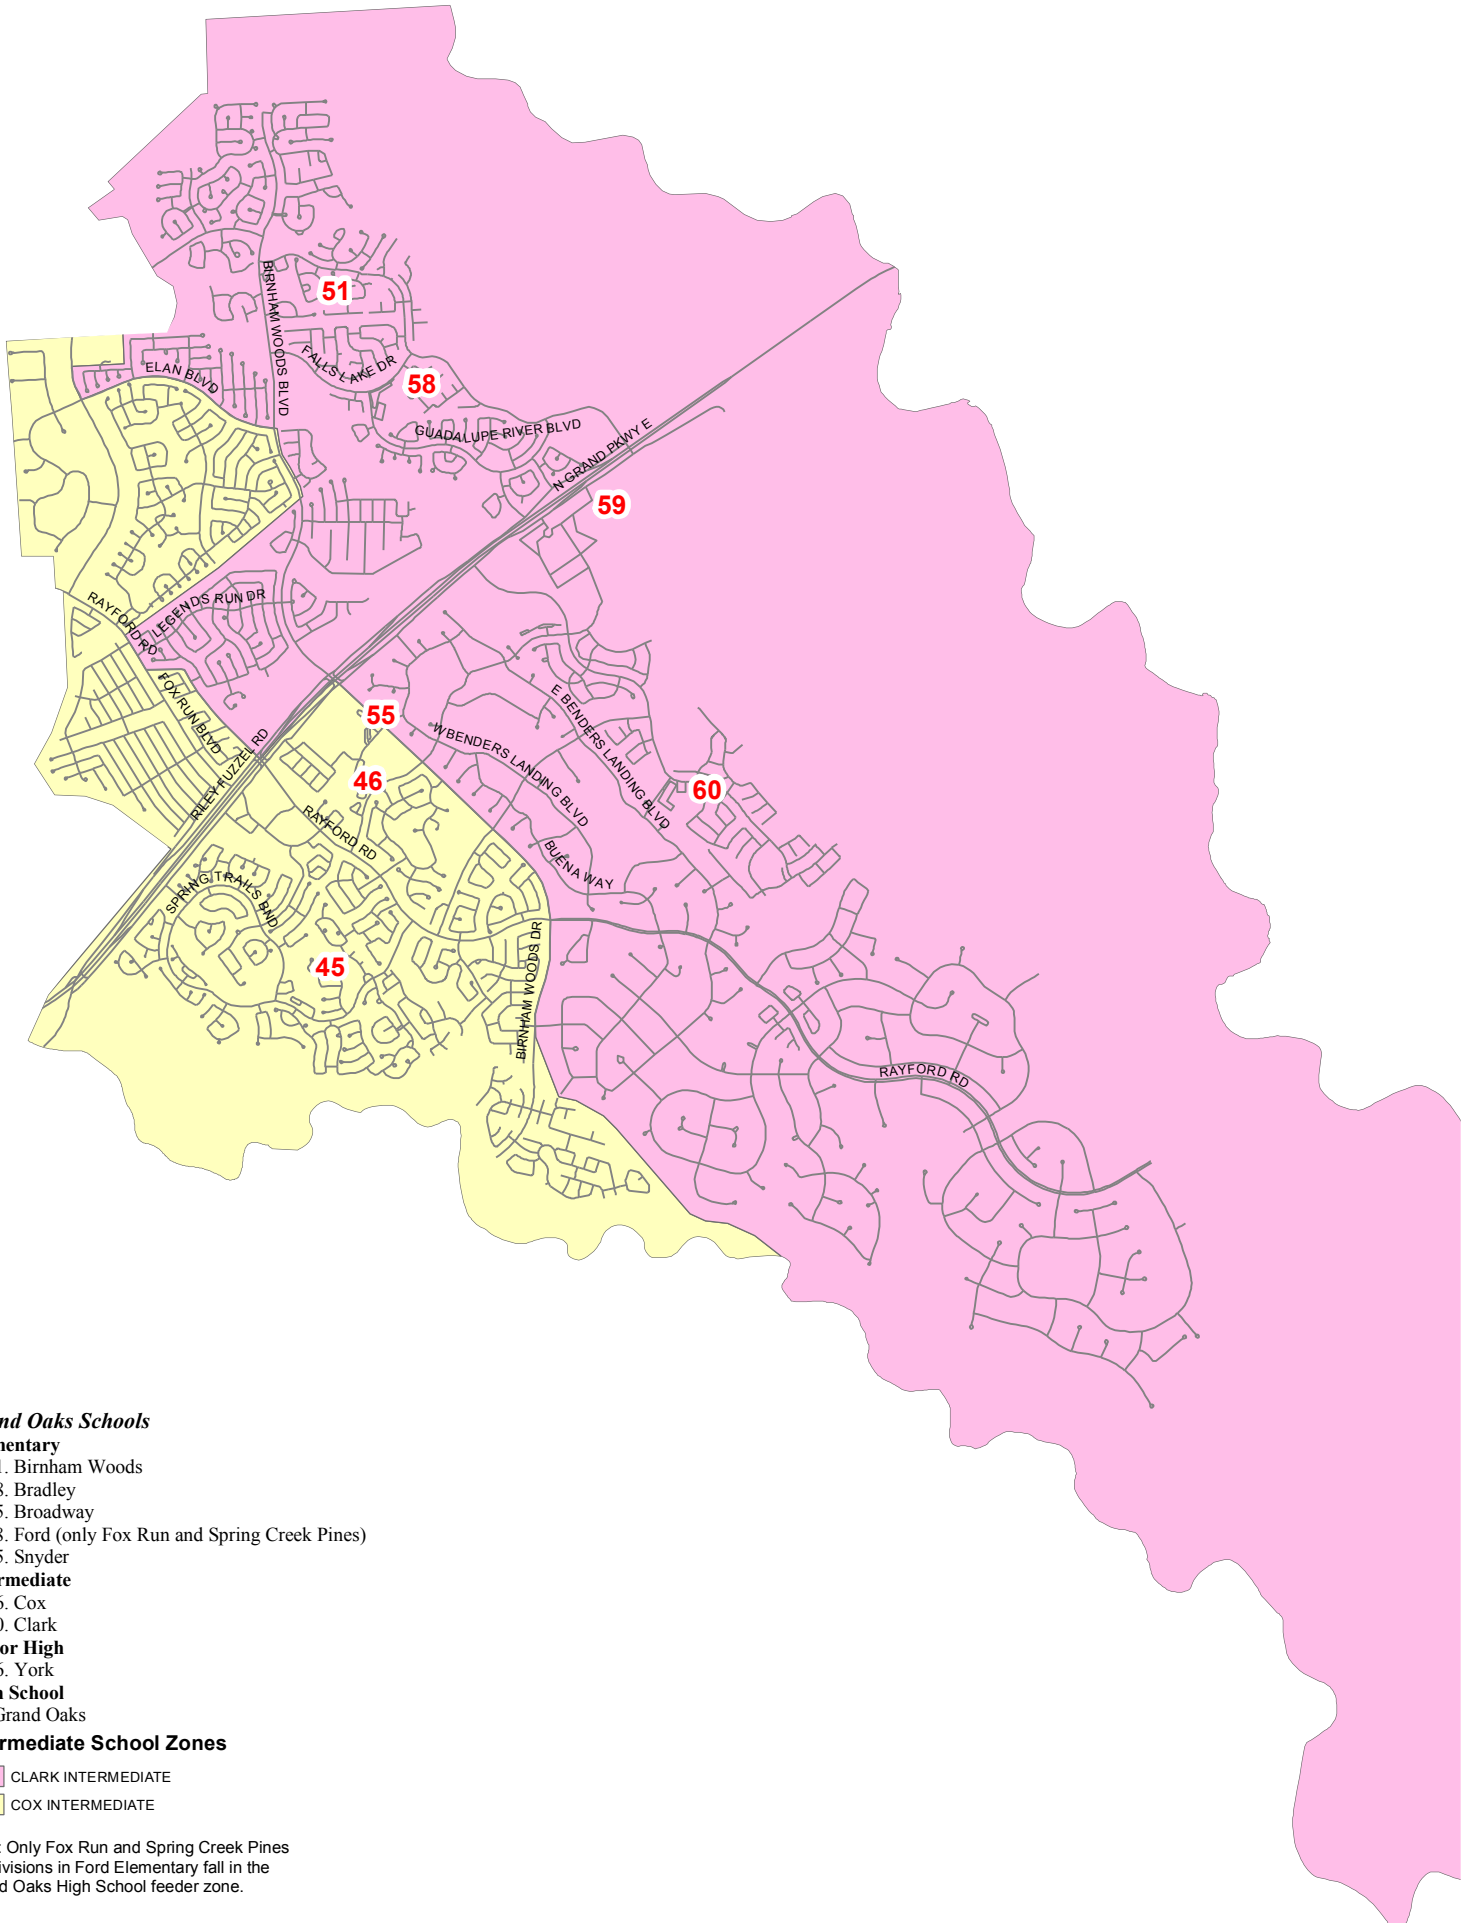 51
BIRNHAM WOODS BLVD
ELAN BLVD
FALLS LAKE DR
58
GUADALUPE RIVER BLVD
N GRAND PKWY E
59
RAYFORD RD
LEGENDS RUN DR
FOX RUN BLVD
RILEY FUZZEL RD
55
46
W BENDERS LANDING BLVD
E BENDERS LANDING BLVD
60
RAYFORD RD
BUENA WAY
SPRING TRAILS BND
45
BIRNHAM WOODS DR
RAYFORD RD
nd Oaks Schools
mentary
1. Birnham Woods
8. Bradley
5. Broadway
8. Ford (only Fox Run and Spring Creek Pines)
5. Snyder
rmediate
6. Cox
0. Clark
or High
6. York
h School
Grand Oaks
rmediate School Zones
CLARK INTERMEDIATE
COX INTERMEDIATE
: Only Fox Run and Spring Creek Pines
ivisions in Ford Elementary fall in the
d Oaks High School feeder zone.